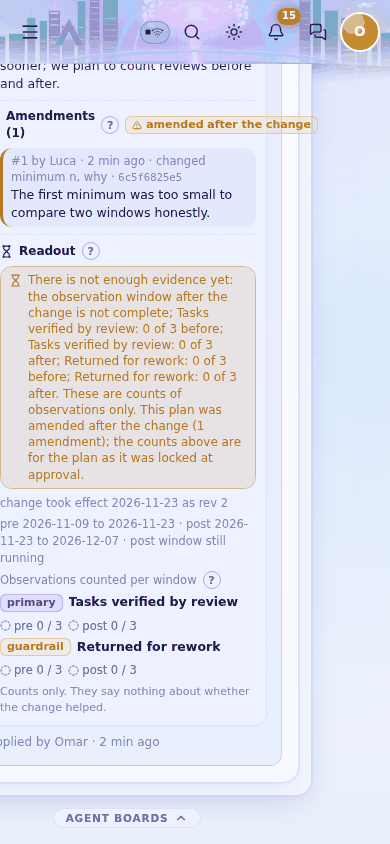 15
O
sooner; we plan to count reviews before
and after.
Amendments
(1)
?
amended after the change
#1 by Luca · 2 min ago · changed
minimum n, why · 6c5f6825e5
The first minimum was too small to
compare two windows honestly.
Readout ?
There is not enough evidence yet:
the observation window after the
change is not complete; Tasks
verified by review: 0 of 3 before;
Tasks verified by review: 0 of 3
after; Returned for rework: 0 of 3
before; Returned for rework: 0 of 3
after. These are counts of
observations only. This plan was
amended after the change (1
amendment); the counts above are
for the plan as it was locked at
approval.
change took effect 2026-11-23 as rev 2
pre 2026-11-09 to 2026-11-23 · post 2026-
11-23 to 2026-12-07 · post window still
running
Observations counted per window ?
primary Tasks verified by review
pre 0 / 3 post 0 / 3
guardrail Returned for rework
pre 0 / 3 post 0 / 3
Counts only. They say nothing about whether
the change helped.
plied by Omar · 2 min ago
AGENT BOARDS